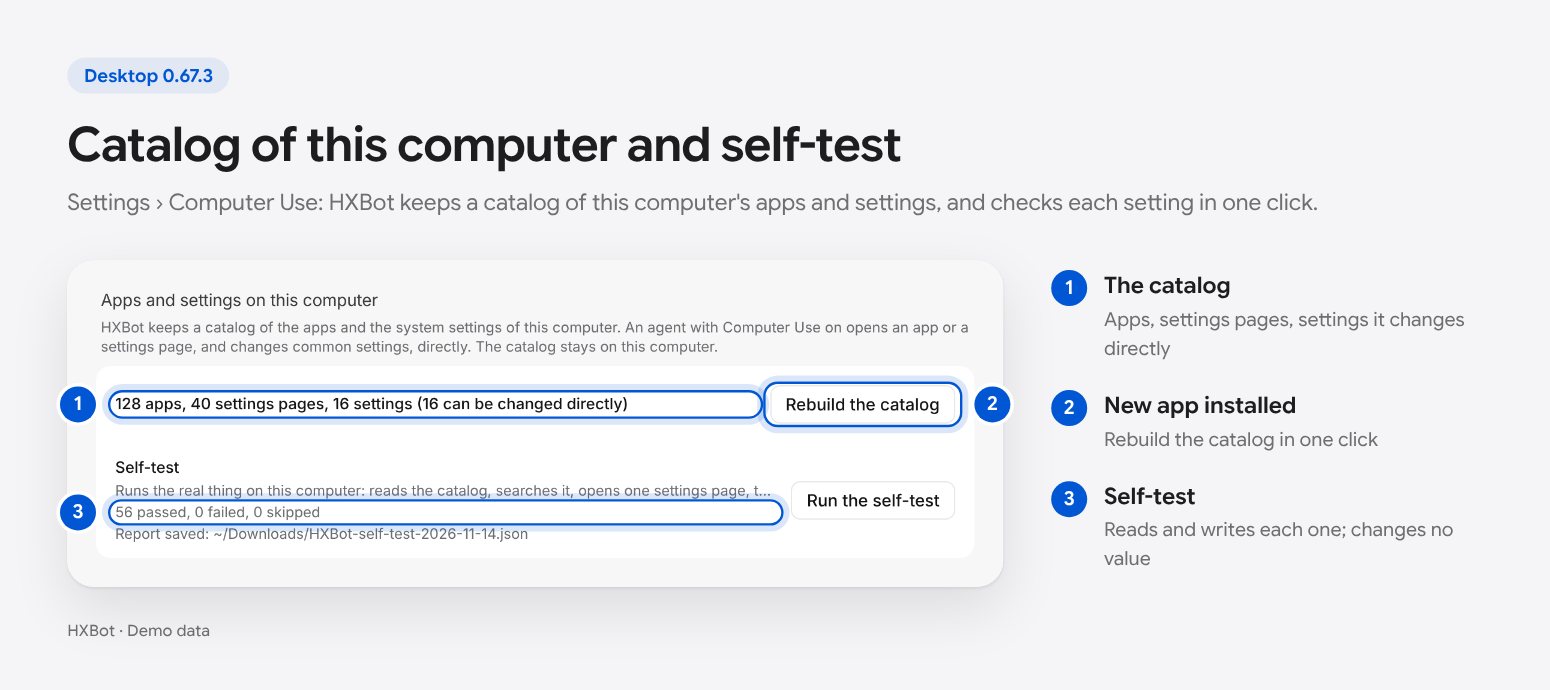 Desktop 0.67.3
Catalog of this computer and self-test
Settings › Computer Use: HXBot keeps a catalog of this computer's apps and settings, and checks each setting in one click.
Apps and settings on this computer
HXBot keeps a catalog of the apps and the system settings of this computer. An agent with Computer Use on opens an app or a
settings page, and changes common settings, directly. The catalog stays on this computer.
1
128 apps, 40 settings pages, 16 settings (16 can be changed directly)
Rebuild the catalog
2
Self-test
Runs the real thing on this computer: reads the catalog, searches it, opens one settings page, t...
3
56 passed, 0 failed, 0 skipped
Run the self-test
Report saved: ~/Downloads/HXBot-self-test-2026-11-14.json
1
The catalog
Apps, settings pages, settings it changes
directly
2
New app installed
Rebuild the catalog in one click
3
Self-test
Reads and writes each one; changes no
value
HXBot · Demo data